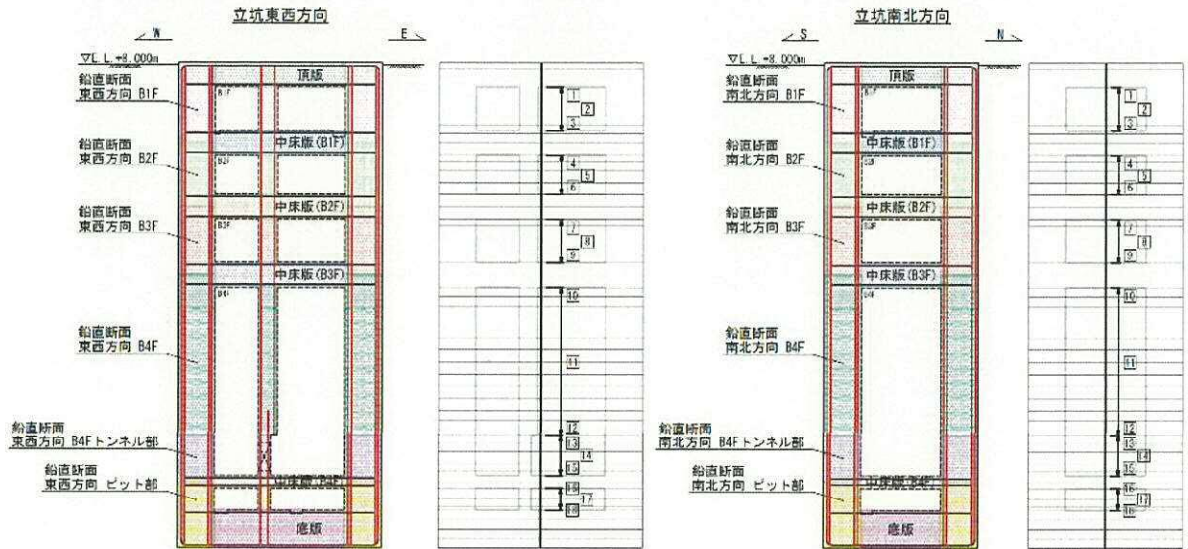 立坑東西方向
W
E
▽E.L.+8.000m
頂版
鉛直断面
東西方向 B1F
B1F
中床版(B1F)
鉛直断面
東西方向 B2F
B2F
中床版(B2F)
鉛直断面
東西方向 B3F
B3F
中床版(B3F)
B4F
鉛直断面
東西方向 B4F
鉛直断面
東西方向 B4Fトンネル部
鉛直断面
東西方向 ピット部
中床版(B4F)
底版
1
2
3
4
5
6
7
8
9
10
11
12
13
14
15
16
17
18
立坑南北方向
S
N
▽E.L.+8.000m
頂版
鉛直断面
南北方向 B1F
B1F
中床版(B1F)
鉛直断面
南北方向 B2F
B2F
中床版(B2F)
鉛直断面
南北方向 B3F
B3F
中床版(B3F)
B4F
鉛直断面
南北方向 B4F
鉛直断面
南北方向 B4Fトンネル部
鉛直断面
南北方向 ピット部
中床版(B4F)
底版
1
2
3
4
5
6
7
8
9
10
11
12
13
14
15
16
17
18